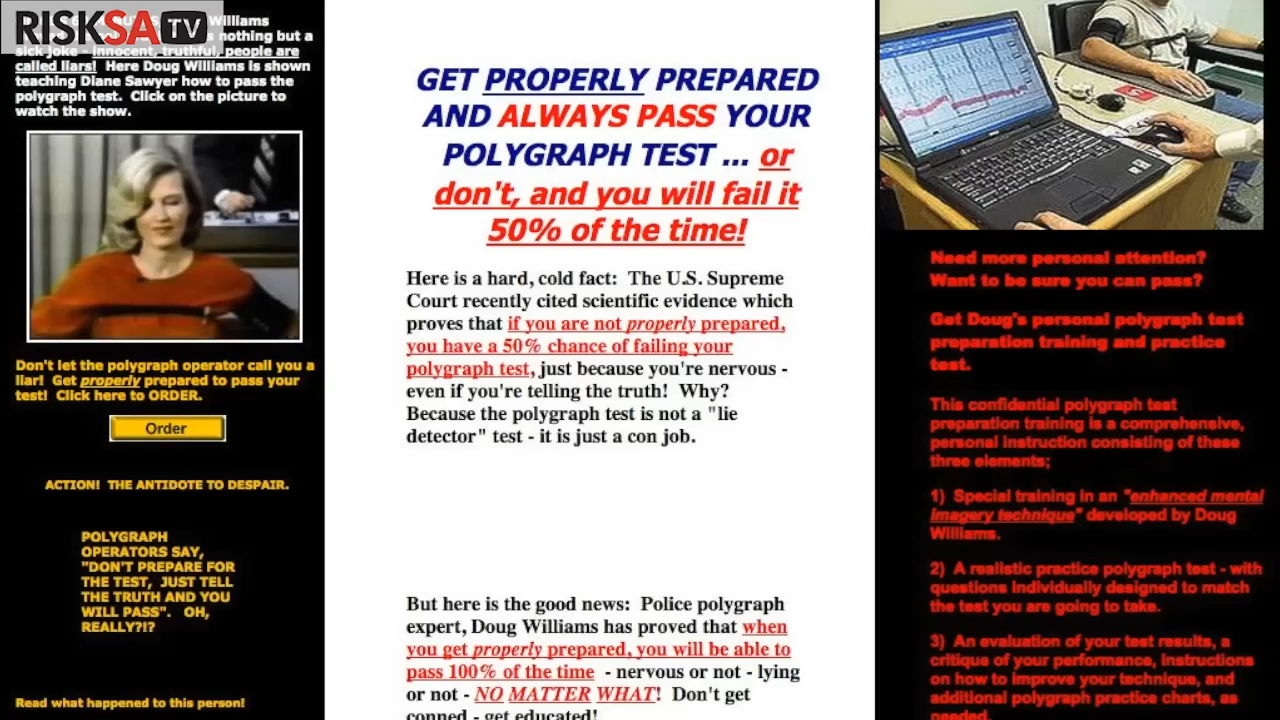 RISKSA TV
Williams
nothing but a
sick joke - innocent, truthful, people are
called liars! Here Doug Williams is shown
teaching Diane Sawyer how to pass the
polygraph test. Click on the picture to
watch the show.
Don't let the polygraph operator call you a
liar! Get properly prepared to pass your
test! Click here to ORDER.
Order
ACTION! THE ANTIDOTE TO DESPAIR.
POLYGRAPH
OPERATORS SAY,
"DON'T PREPARE FOR
THE TEST, JUST TELL
THE TRUTH AND YOU
WILL PASS". OH,
REALLY?!?
Read what happened to this person!
GET PROPERLY PREPARED
AND ALWAYS PASS YOUR
POLYGRAPH TEST ... or
don't, and you will fail it
50% of the time!
Here is a hard, cold fact: The U.S. Supreme
Court recently cited scientific evidence which
proves that if you are not properly prepared,
you have a 50% chance of failing your
polygraph test, just because you're nervous -
even if you're telling the truth! Why?
Because the polygraph test is not a "lie
detector" test - it is just a con job.
But here is the good news: Police polygraph
expert, Doug Williams has proved that when
you get properly prepared, you will be able to
pass 100% of the time - nervous or not - lying
or not - NO MATTER WHAT! Don't get
conned - get educated!
Need more personal attention?
Want to be sure you can pass?
Get Doug's personal polygraph test
preparation training and practice
test.
This confidential polygraph test
preparation training is a comprehensive,
personal instruction consisting of these
three elements;
1) Special training in an "enhanced mental
imagery technique" developed by Doug
Williams.
2) A realistic practice polygraph test - with
questions individually designed to match
the test you are going to take.
3) An evaluation of your test results, a
critique of your performance, instructions
on how to improve your technique, and
additional polygraph practice charts, as
needed.